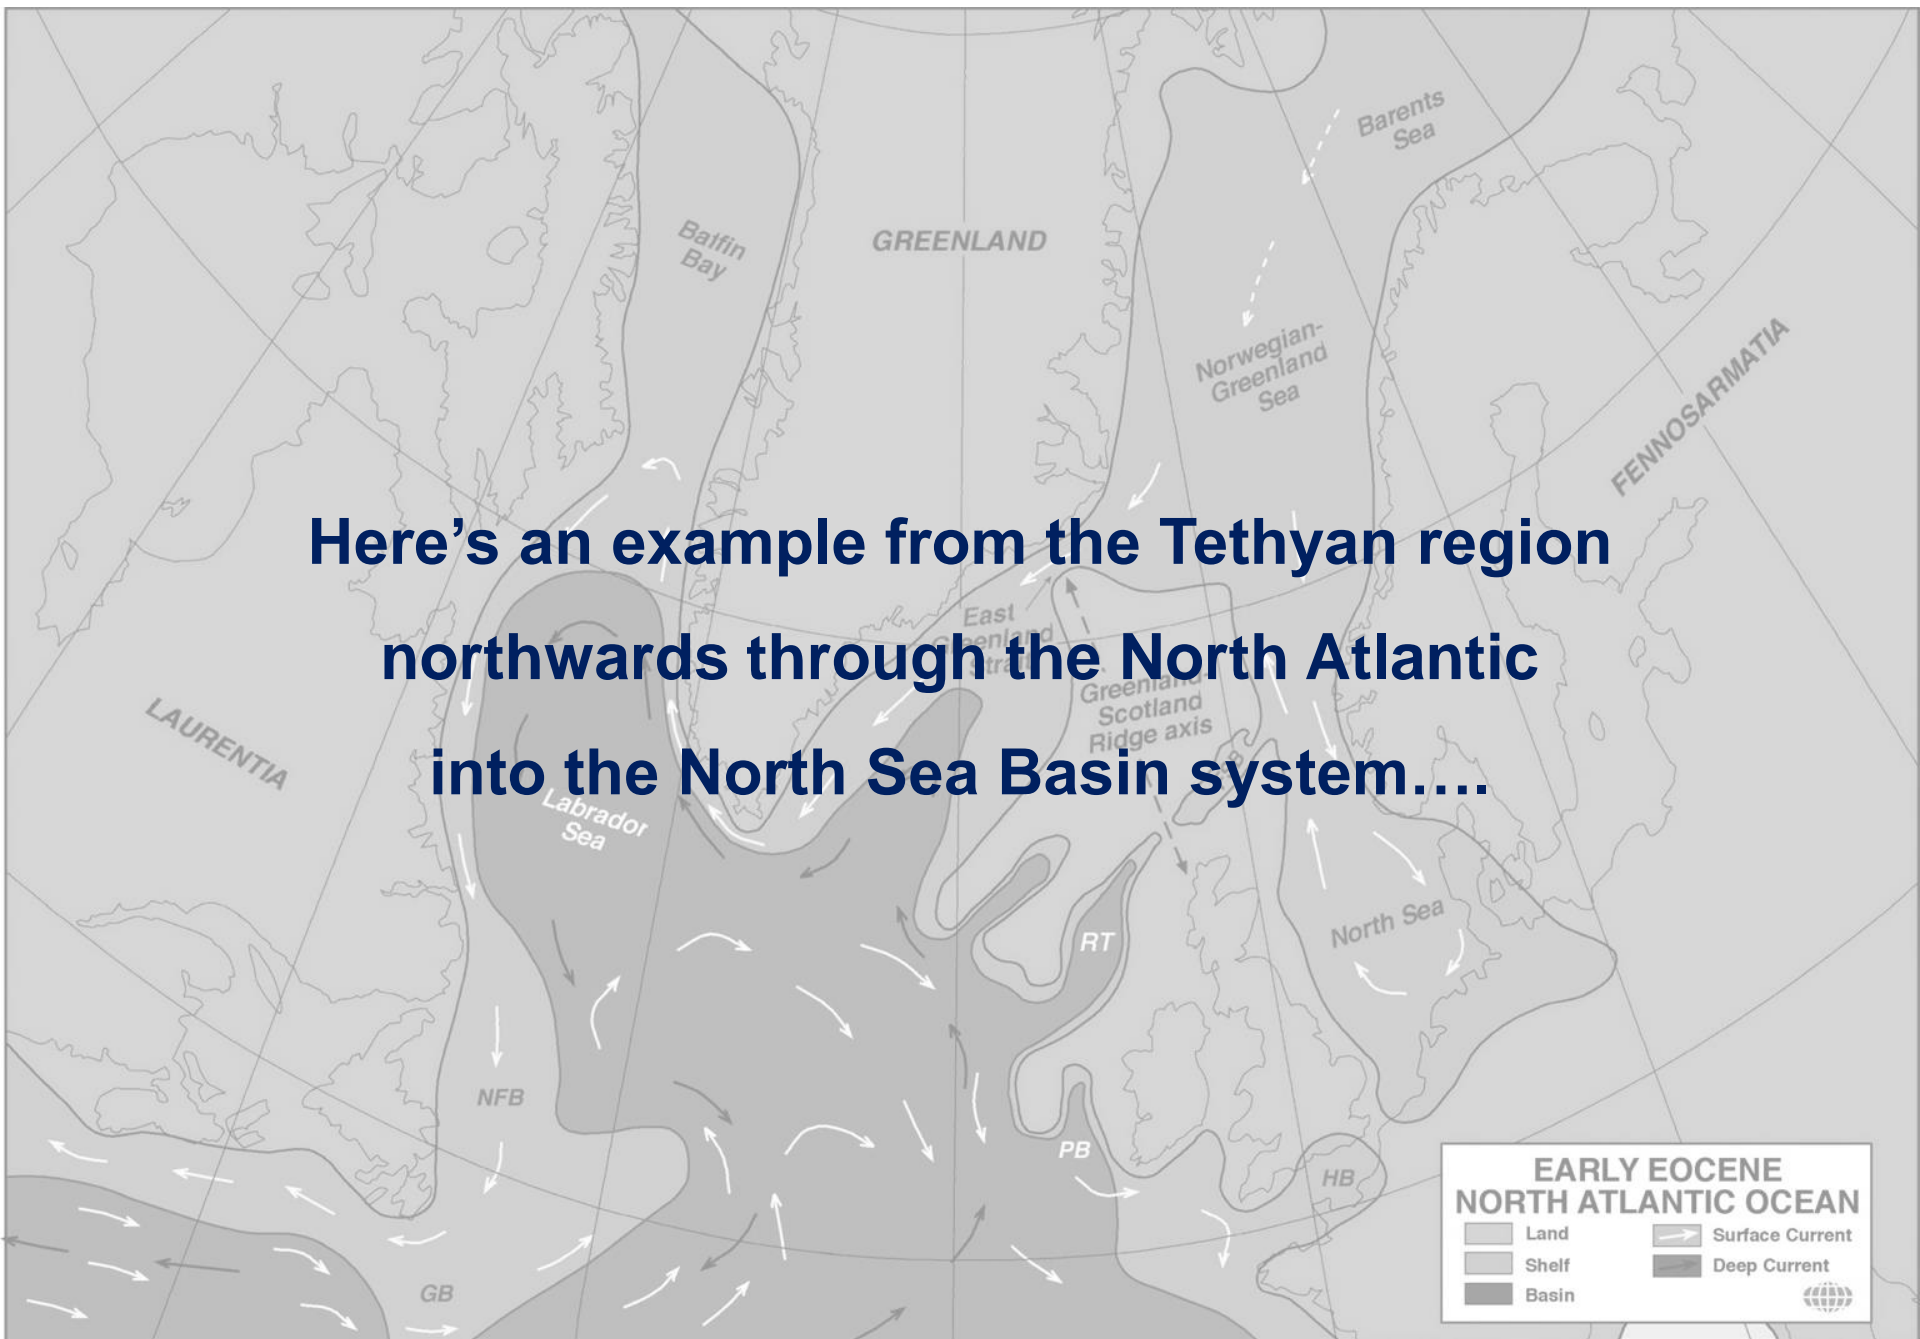 Barents
Sea
Baffin
Bay
GREENLAND
Norwegian-
Greenland
Sea
FENNOSARMATIA
Here’s an example from the Tethyan region
northwards through the North Atlantic
into the North Sea Basin system….
East
Greenland
Strait
Greenland-
Scotland
Ridge axis
LAURENTIA
Labrador
Sea
North Sea
RT
NFB
PB
HB
GB
EARLY EOCENE
NORTH ATLANTIC OCEAN
Land
Surface Current
Shelf
Deep Current
Basin